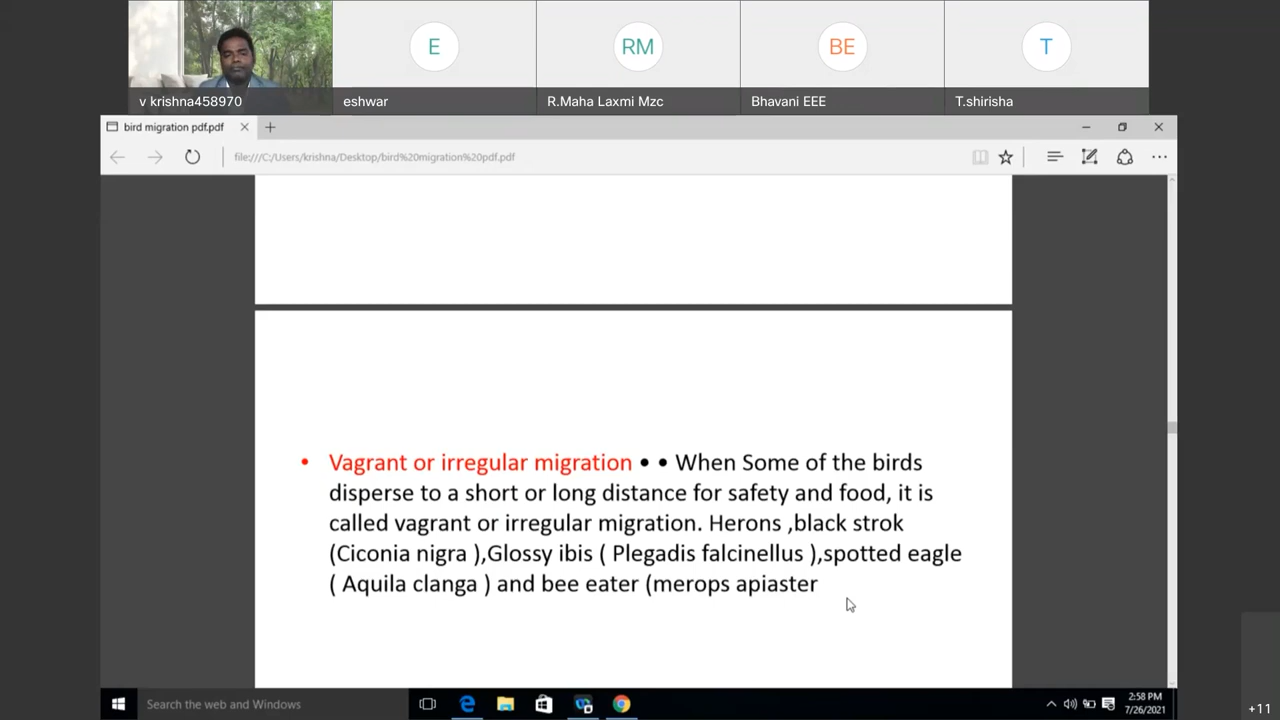 E
RM
BE
T
v krishna458970
eshwar
R.Maha Laxmi Mzc
Bhavani EEE
T.shirisha
bird migration pdf.pdf
file:///C:/Users/krishna/Desktop/bird%20migration%20pdf.pdf
• Vagrant or irregular migration • • When Some of the birds
disperse to a short or long distance for safety and food, it is
called vagrant or irregular migration. Herons ,black strok
(Ciconia nigra ),Glossy ibis ( Plegadis falcinellus ),spotted eagle
( Aquila clanga ) and bee eater (merops apiaster
Search the web and Windows
2:58 PM
7/26/2021
+11